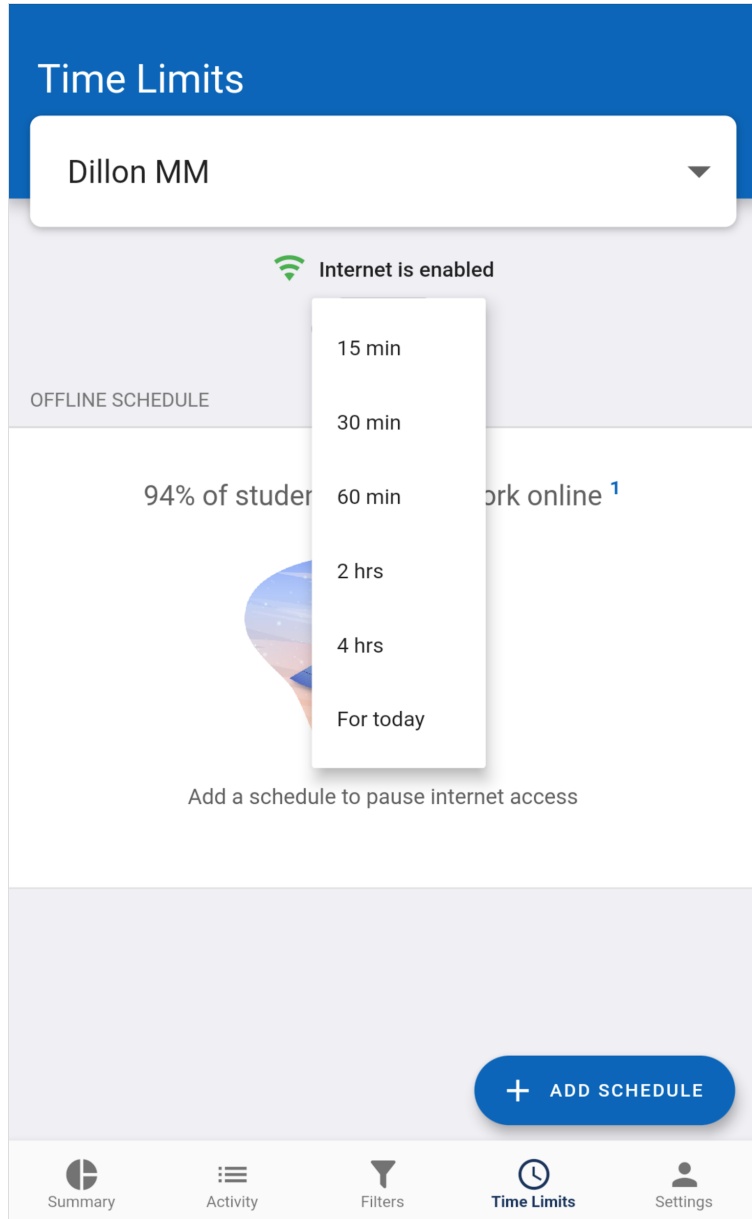 Time Limits
Dillon MM
Internet is enabled
15 min
OFFLINE SCHEDULE
30 min
94% of studen
60 min
ork online 1
2 hrs
4 hrs
For today
Add a schedule to pause internet access
+ ADD SCHEDULE
Summary
Activity
Filters
Time Limits
Settings